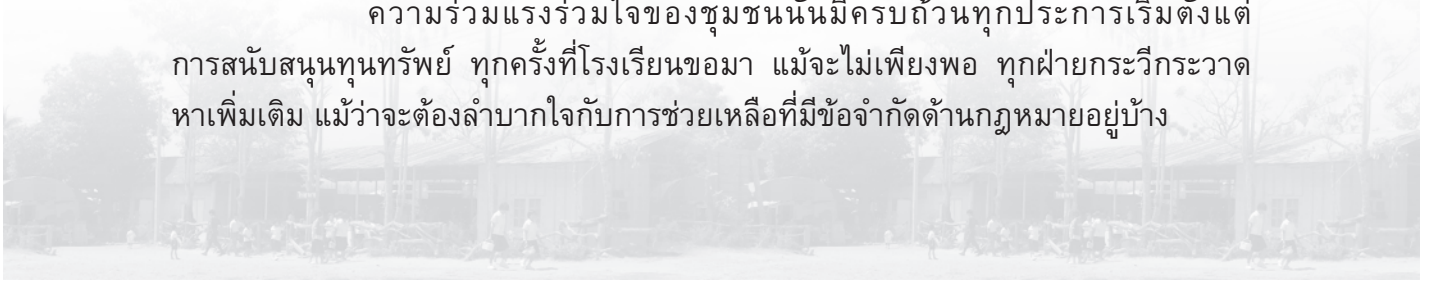 ความร่วมแรงร่วมใจของชุมชนนั้นมีครบถ้วนทุกประการเริ่มตั้งแต่
การสนับสนุนทุนทรัพย์ ทุกครั้งที่โรงเรียนขอมา แม้จะไม่เพียงพอ ทุกฝ่ายกระวีกระวาด
หาเพิ่มเติม แม้ว่าจะต้องลำบากใจกับการช่วยเหลือที่มีข้อจำกัดด้านกฎหมายอยู่บ้าง